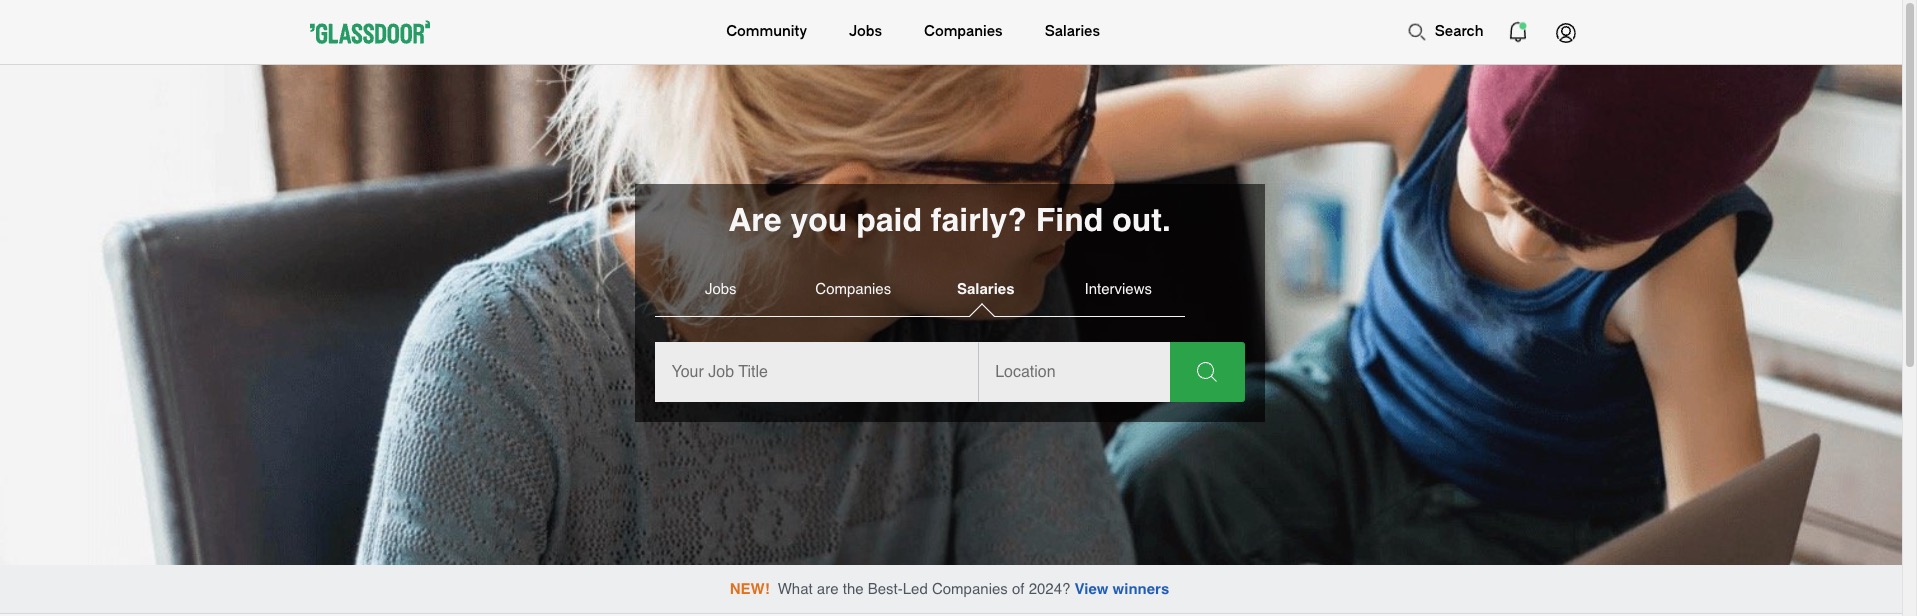 GLASSDOOR
Community Jobs Companies Salaries
Search
Are you paid fairly? Find out.
Jobs Companies Salaries Interviews
Your Job Title Location
NEW! What are the Best-Led Companies of 2024? View winners